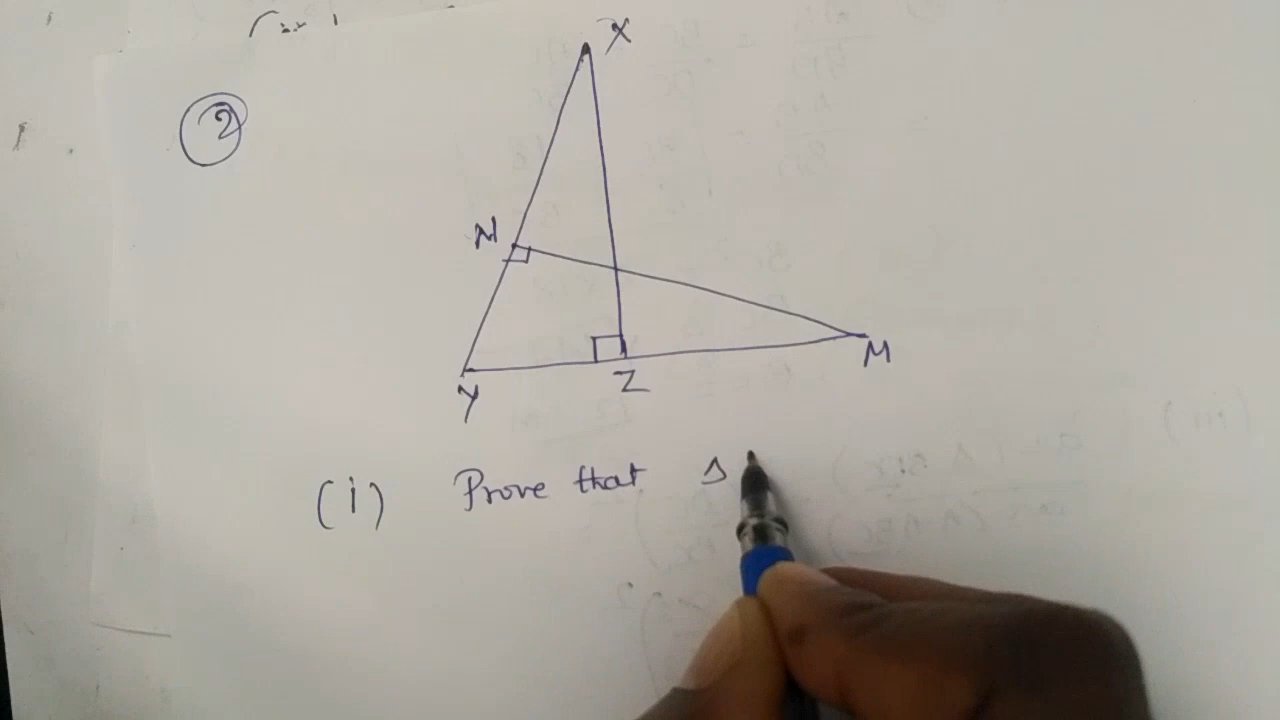 2
X
N
M
Y
Z
(i) Prove that Δ